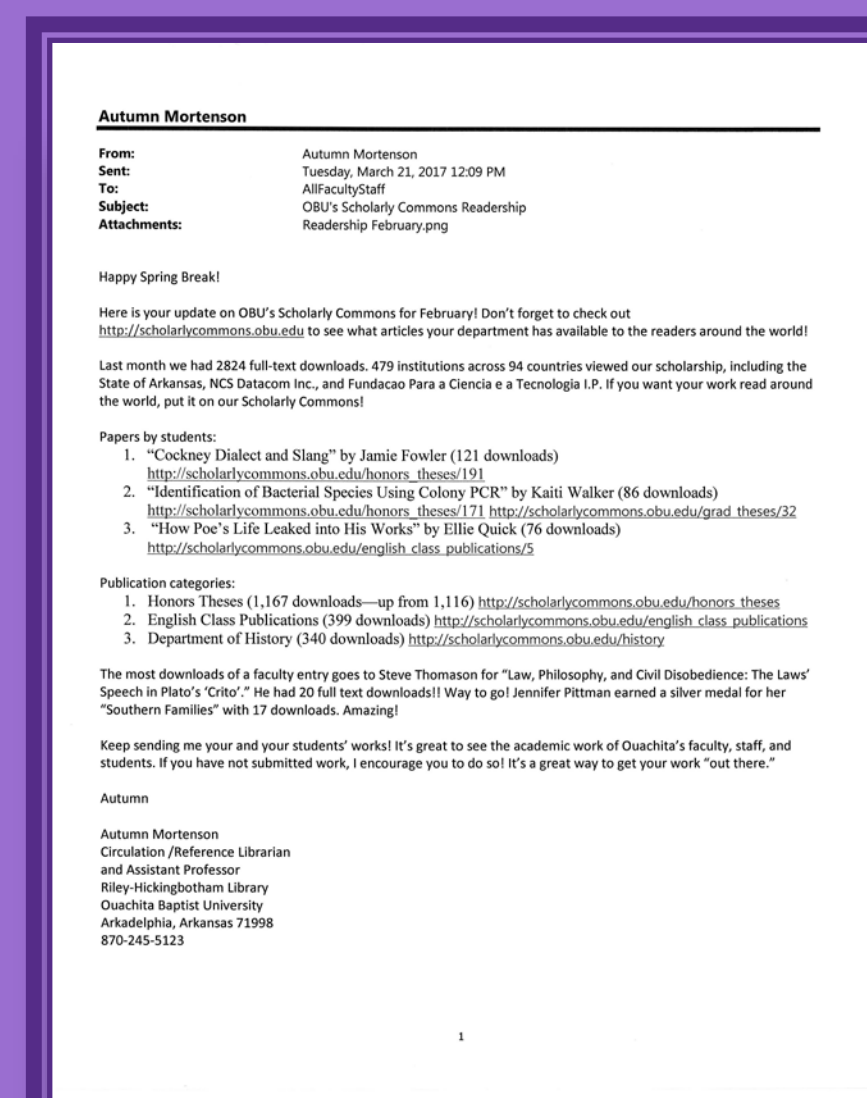 Autumn Mortenson
From: Autumn Mortenson
Sent: Tuesday, March 21, 2017 12:09 PM
To: AllFacultyStaff
Subject: OBU's Scholarly Commons Readership
Attachments: Readership February.png
Happy Spring Break!
Here is your update on OBU's Scholarly Commons for February! Don't forget to check out
http://scholarlycommons.obu.edu to see what articles your department has available to the readers around the world!
Last month we had 2824 full-text downloads. 479 institutions across 94 countries viewed our scholarship, including the
State of Arkansas, NCS Datacom Inc., and Fundacao Para a Ciencia e a Tecnologia I.P. If you want your work read around
the world, put it on our Scholarly Commons!
Papers by students:
1. “Cockney Dialect and Slang” by Jamie Fowler (121 downloads)
http://scholarlycommons.obu.edu/honors_theses/191
2. “Identification of Bacterial Species Using Colony PCR” by Kaiti Walker (86 downloads)
http://scholarlycommons.obu.edu/honors_theses/171 http://scholarlycommons.obu.edu/grad_theses/32
3. “How Poe’s Life Leaked into His Works” by Ellie Quick (76 downloads)
http://scholarlycommons.obu.edu/english_class_publications/5
Publication categories:
1. Honors Theses (1,167 downloads—up from 1,116) http://scholarlycommons.obu.edu/honors_theses
2. English Class Publications (399 downloads) http://scholarlycommons.obu.edu/english_class_publications
3. Department of History (340 downloads) http://scholarlycommons.obu.edu/history
The most downloads of a faculty entry goes to Steve Thomason for “Law, Philosophy, and Civil Disobedience: The Laws’
Speech in Plato’s ‘Crito’.” He had 20 full text downloads!! Way to go! Jennifer Pittman earned a silver medal for her
“Southern Families” with 17 downloads. Amazing!
Keep sending me your and your students’ works! It’s great to see the academic work of Ouachita’s faculty, staff, and
students. If you have not submitted work, I encourage you to do so! It’s a great way to get your work “out there.”
Autumn
Autumn Mortenson
Circulation /Reference Librarian
and Assistant Professor
Riley-Hickingbotham Library
Ouachita Baptist University
Arkadelphia, Arkansas 71998
870-245-5123
1